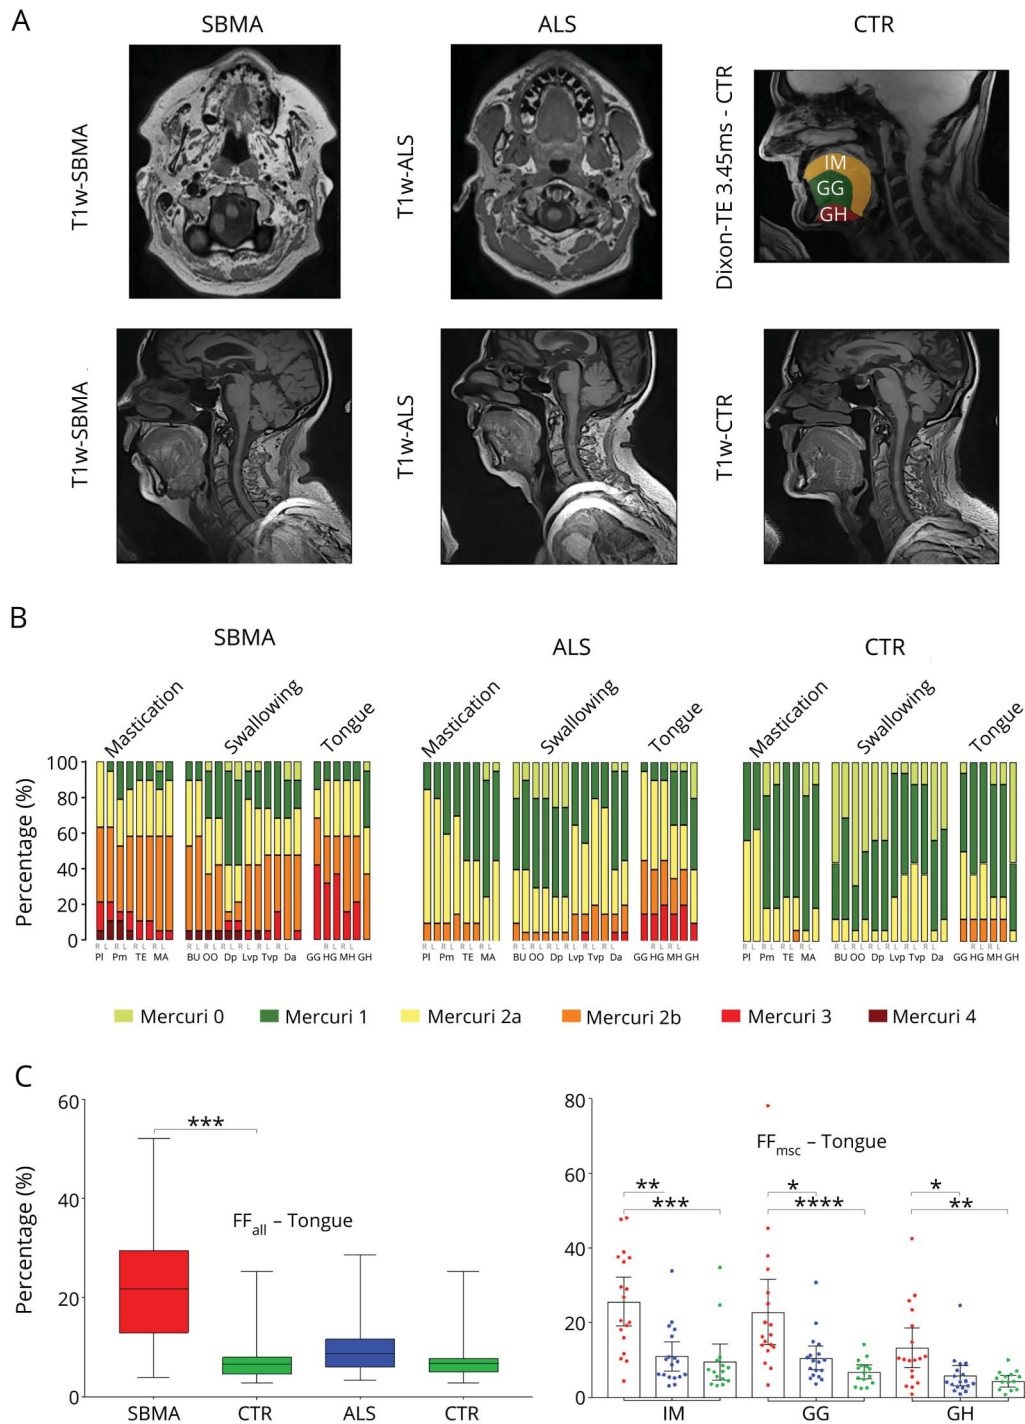 A
SBMA
ALS
CTR
T1w-SBMA
T1w-ALS
Dixon-TE 3.45ms - CTR
IM
GG
GH
T1w-SBMA
T1w-ALS
T1w-CTR
B
SBMA
ALS
CTR
Mastication
Swallowing
Tongue
Mastication
Swallowing
Tongue
Mastication
Swallowing
Tongue
Percentage (%)
100
80
60
40
20
0
R L R L R L R L R L R L R L R L R L R L R L R L
PI Pm TE MA BU OO Dp Lvp Tvp Da GG HG MH GH
R L R L R L R L R L R L R L R L R L R L R L R L
PI Pm TE MA BU OO Dp Lvp Tvp Da GG HG MH GH
R L R L R L R L R L R L R L R L R L R L R L R L
PI Pm TE MA BU OO Dp Lvp Tvp Da GG HG MH GH
Mercuri 0
Mercuri 1
Mercuri 2a
Mercuri 2b
Mercuri 3
Mercuri 4
C
Percentage (%)
60
40
20
0
***
FFall – Tongue
SBMA
CTR
ALS
CTR
80
60
40
20
0
FFmsc – Tongue
**
***
*
****
*
**
IM
GG
GH